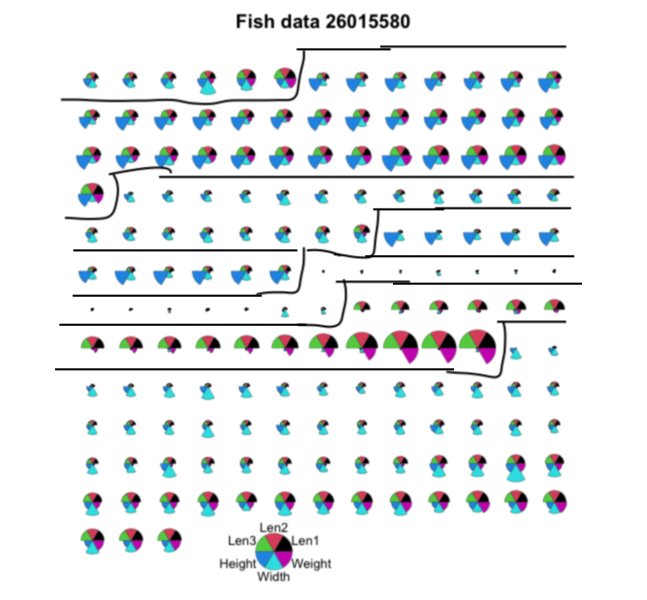 Fish data 26015580
Len2
Len3 Len1
Height Weight
Width